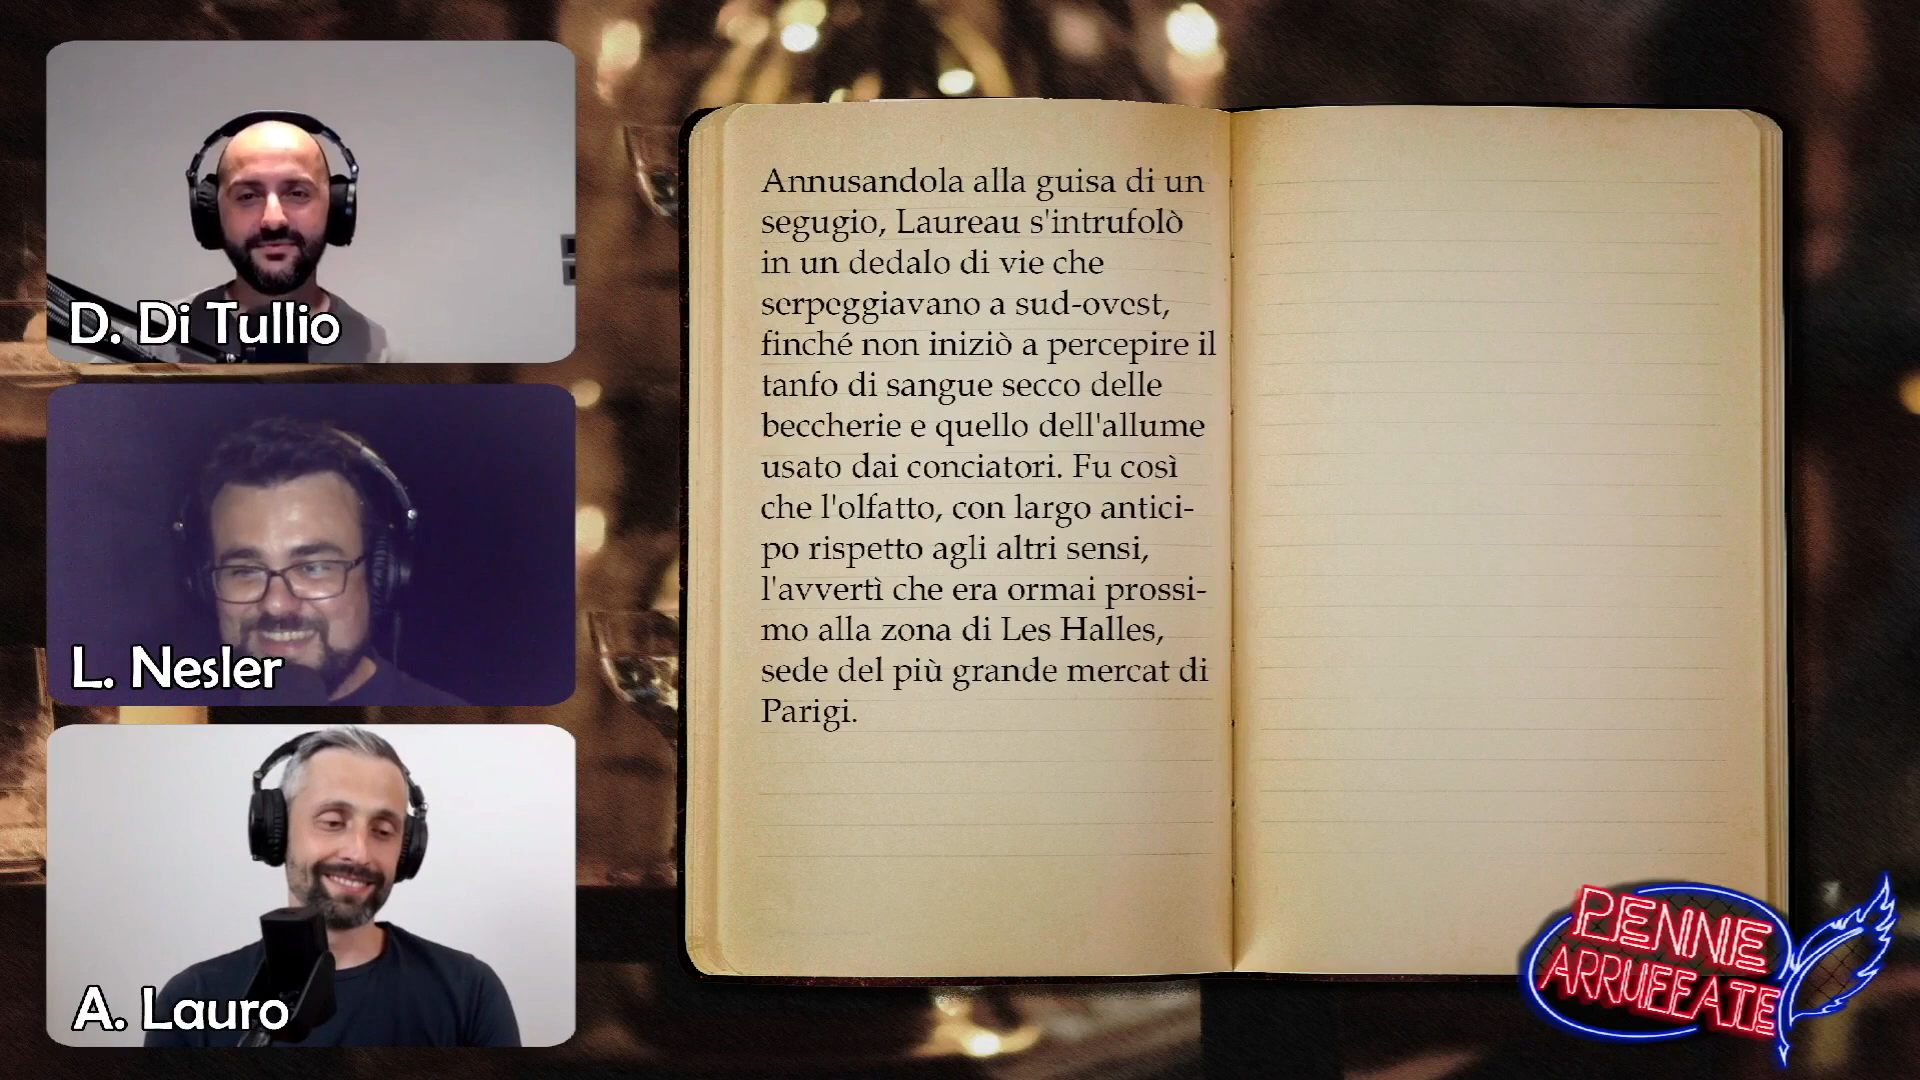 D. Di Tullio
L. Nesler
A. Lauro
Annusandola alla guisa di un
segugio, Laureau s'intrufolò
in un dedalo di vie che
serpeggiavano a sud-ovest,
finché non iniziò a percepire il
tanfo di sangue secco delle
beccherie e quello dell'allume
usato dai conciatori. Fu così
che l'olfatto, con largo antici-
po rispetto agli altri sensi,
l'avvertì che era ormai prossi-
mo alla zona di Les Halles,
sede del più grande mercat di
Parigi.
PENNE
ARRUFFATE